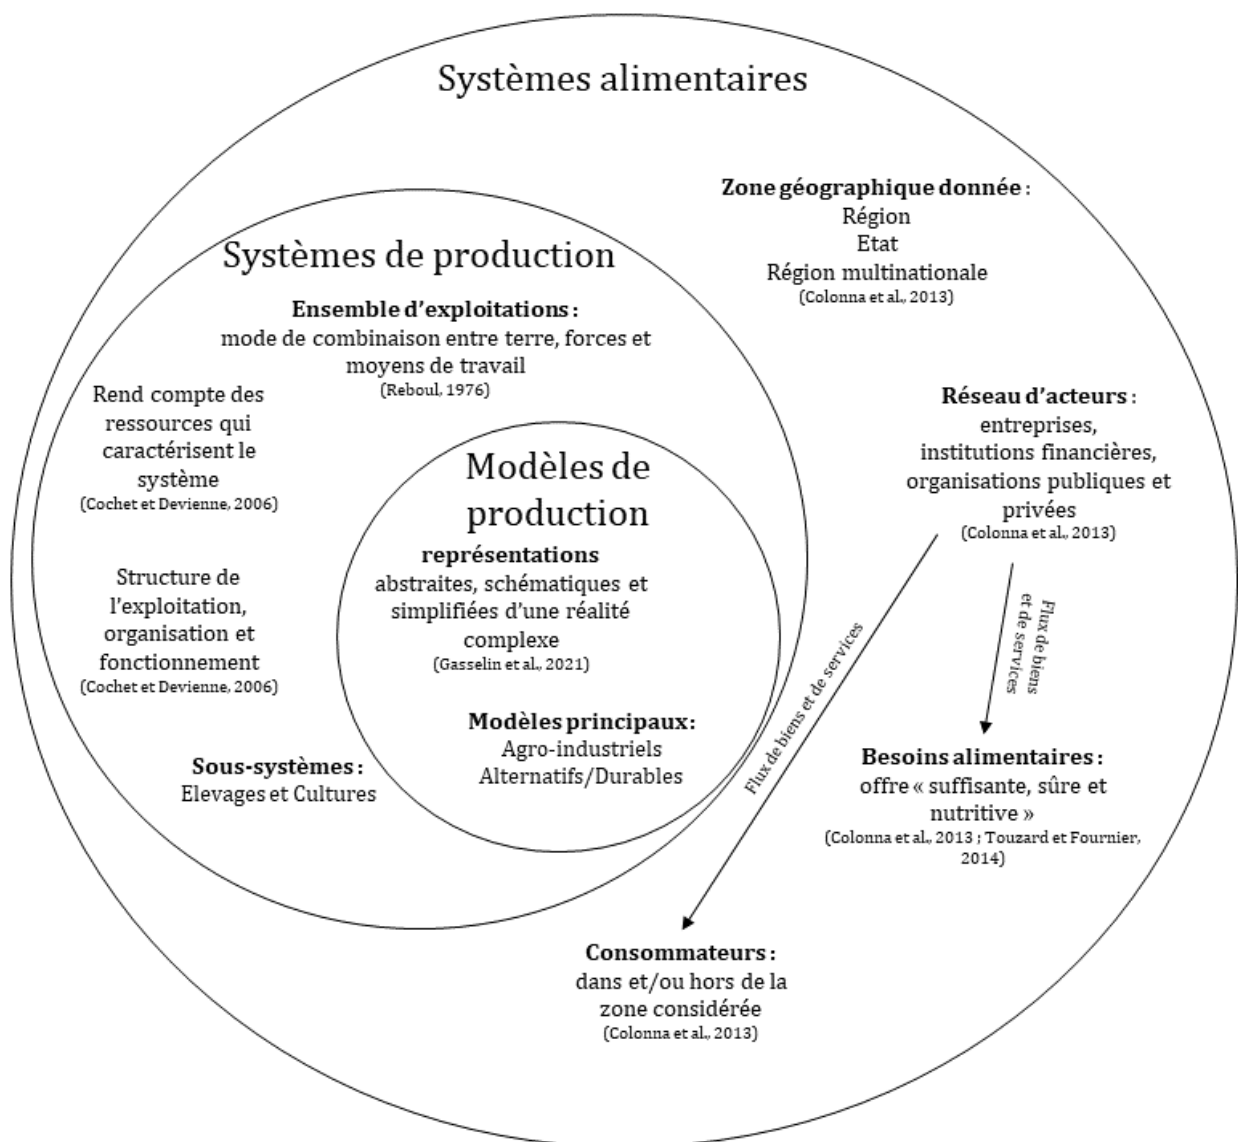 Systèmes alimentaires
Zone géographique donnée :
Région
Etat
Région multinationale
(Colonna et al., 2013)
Systèmes de production
Ensemble d’exploitations :
mode de combinaison entre terre, forces et
moyens de travail
(Reboul, 1976)
Rend compte des
ressources qui
caractérisent le
système
(Cochet et Devienne, 2006)
Structure de
l’exploitation,
organisation et
fonctionnement
(Cochet et Devienne, 2006)
Sous-systèmes :
Elevages et Cultures
Modèles de
production
représentations
abstraites, schématiques et
simplifiées d’une réalité
complexe
(Gasselin et al., 2021)
Modèles principaux :
Agro-industriels
Alternatifs/Durables
Réseau d’acteurs :
entreprises,
institutions financières,
organisations publiques et
privées
(Colonna et al., 2013)
Flux de biens et de services
Flux de biens
et de services
Besoins alimentaires :
offre « suffisante, sûre et
nutritive »
(Colonna et al., 2013 ; Touzard et Fournier,
2014)
Consommateurs :
dans et/ou hors de la
zone considérée
(Colonna et al., 2013)